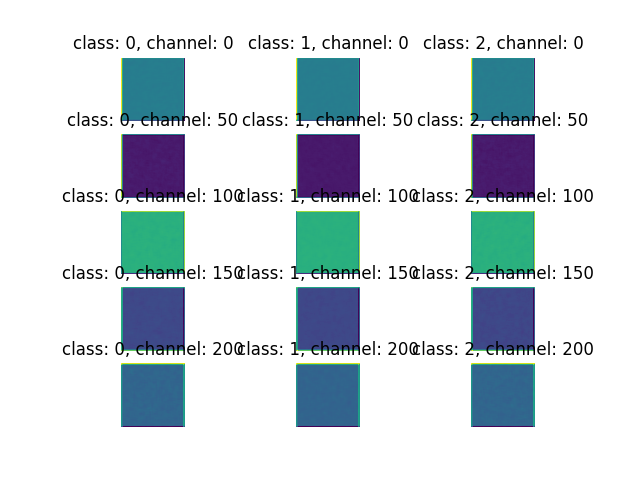 class: 0, channel: 0 class: 1, channel: 0 class: 2, channel: 0
class: 0, channel: 50 class: 1, channel: 50 class: 2, channel: 50
class: 0, channel: 100 class: 1, channel: 100 class: 2, channel: 100
class: 0, channel: 150 class: 1, channel: 150 class: 2, channel: 150
class: 0, channel: 200 class: 1, channel: 200 class: 2, channel: 200